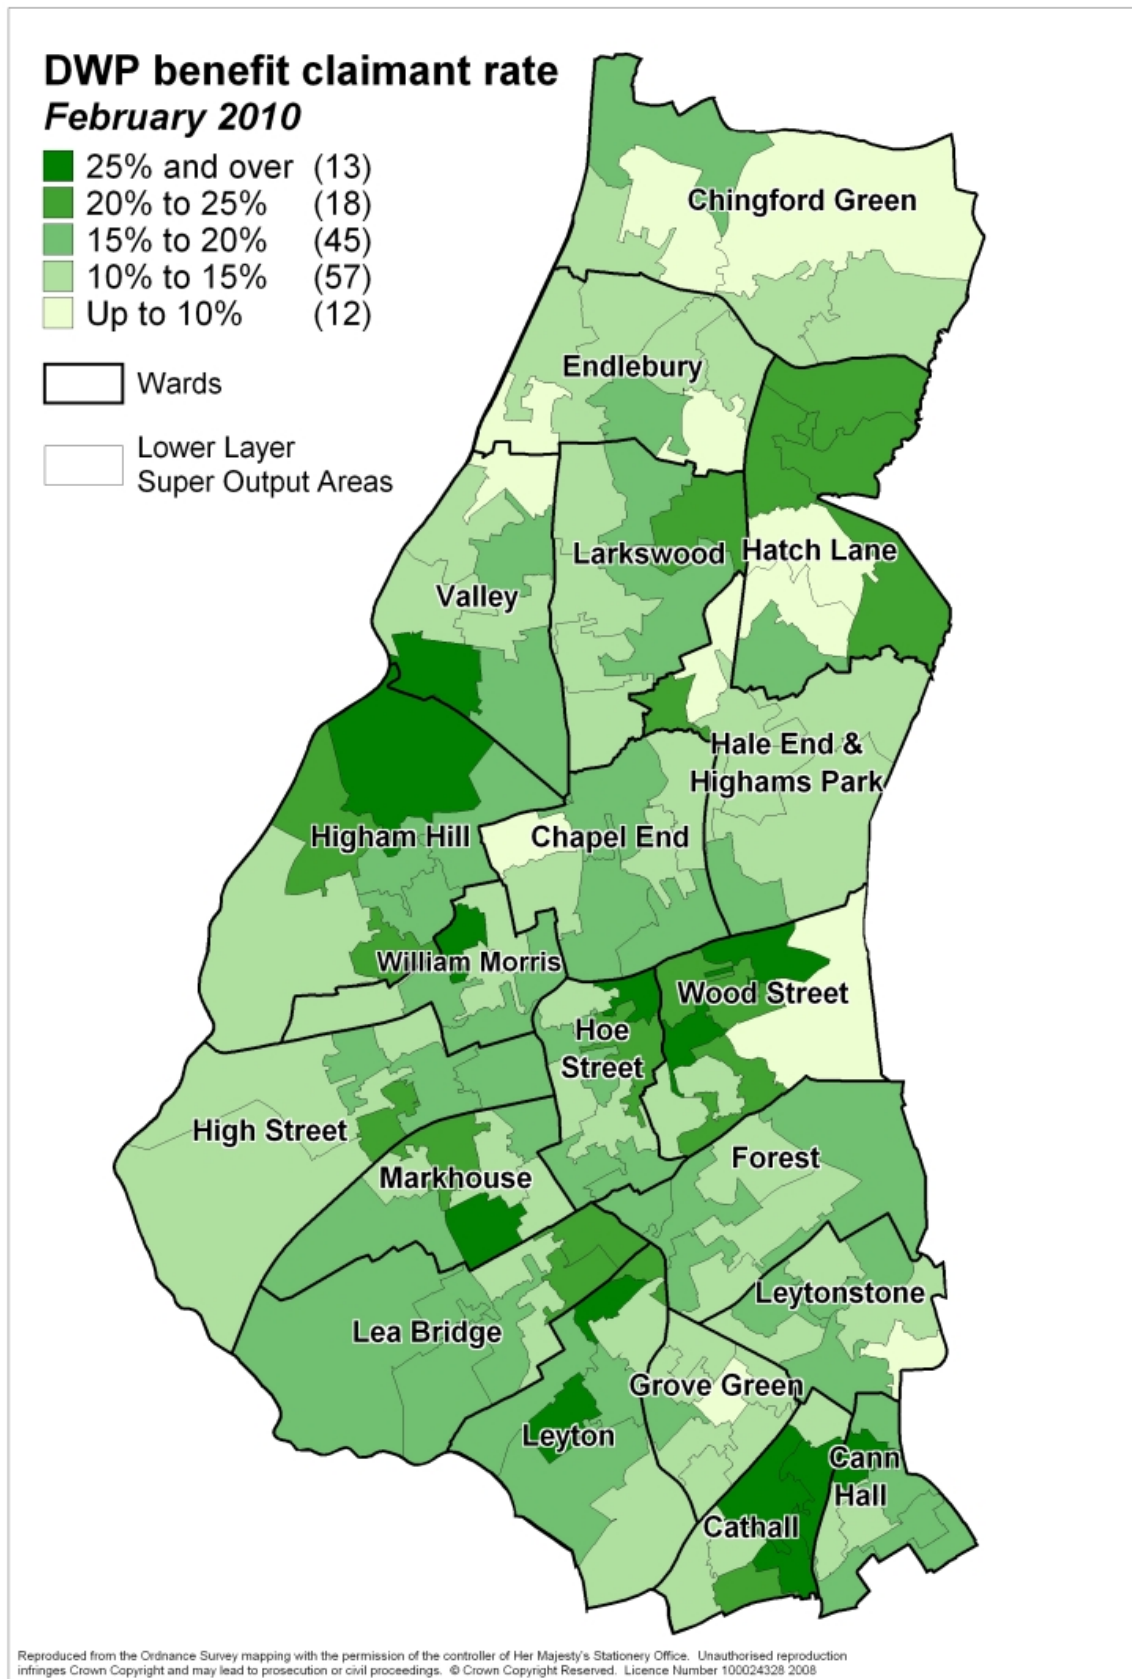 DWP benefit claimant rate
February 2010
25% and over (13)
20% to 25% (18)
15% to 20% (45)
10% to 15% (57)
Up to 10% (12)
Wards
Lower Layer
Super Output Areas
Chingford Green
Endlebury
Larkswood
Hatch Lane
Valley
Hale End &
Highams Park
Higham Hill
Chapel End
William Morris
Wood Street
Hoe
Street
High Street
Forest
Markhouse
Leytonstone
Lea Bridge
Grove Green
Leyton
Cann
Hall
Cathall
Reproduced from the Ordnance Survey mapping with the permission of the controller of Her Majesty's Stationery Office. Unauthorised reproduction
infringes Crown Copyright and may lead to prosecution or civil proceedings. © Crown Copyright Reserved. Licence Number 100024328 2008